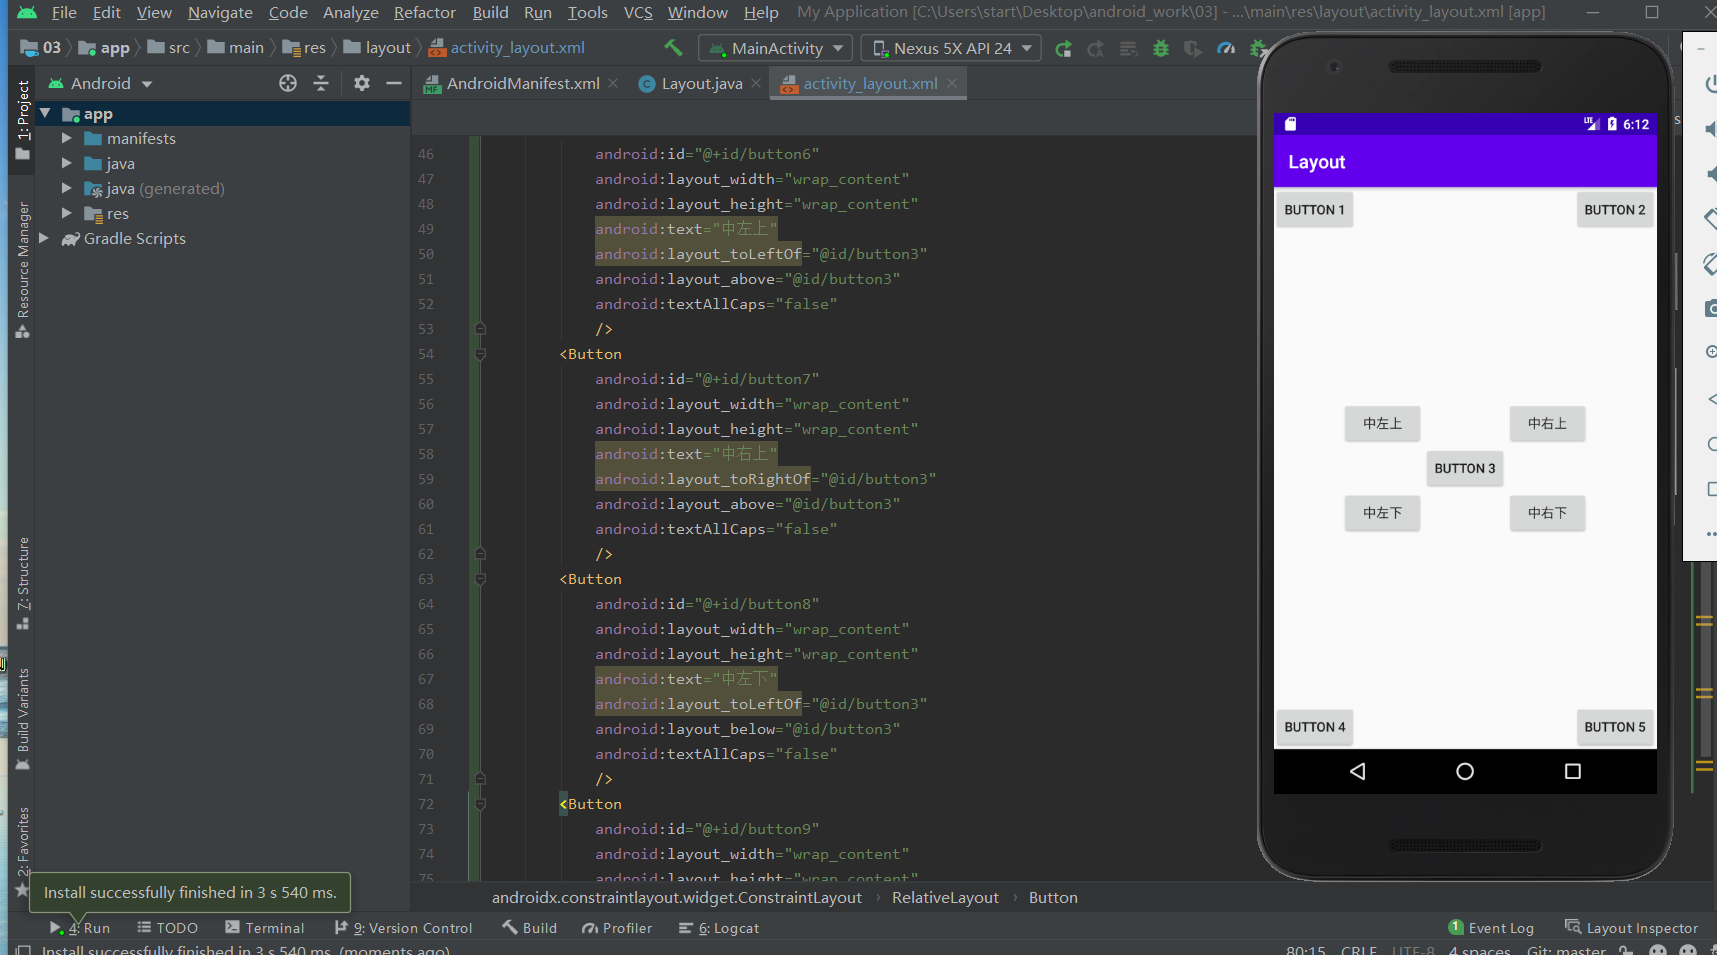 File Edit View Navigate Code Analyze Refactor Build Run Tools VCS Window Help My Application [C:\Users\start\Desktop\android_work\03] - ...\main\res\layout\activity_layout.xml [app]
03 app src main res layout activity_layout.xml MainActivity Nexus 5X API 24
Android
AndroidManifest.xml Layout.java activity_layout.xml
1: Project
Resource Manager
7: Structure
Build Variants
2: Favorites
app
manifests
java
java (generated)
res
Gradle Scripts
46 android:id="@+id/button6"
47 android:layout_width="wrap_content"
48 android:layout_height="wrap_content"
49 android:text="中左上"
50 android:layout_toLeftOf="@id/button3"
51 android:layout_above="@id/button3"
52 android:textAllCaps="false"
53 />
54 <Button
55 android:id="@+id/button7"
56 android:layout_width="wrap_content"
57 android:layout_height="wrap_content"
58 android:text="中右上"
59 android:layout_toRightOf="@id/button3"
60 android:layout_above="@id/button3"
61 android:textAllCaps="false"
62 />
63 <Button
64 android:id="@+id/button8"
65 android:layout_width="wrap_content"
66 android:layout_height="wrap_content"
67 android:text="中左下"
68 android:layout_toLeftOf="@id/button3"
69 android:layout_below="@id/button3"
70 android:textAllCaps="false"
71 />
72 <Button
73 android:id="@+id/button9"
74 android:layout_width="wrap_content"
75 android:layout_height="wrap_content"
LTE 6:12
Layout
BUTTON 1 BUTTON 2
中左上 中右上
BUTTON 3
中左下 中右下
BUTTON 4 BUTTON 5
Install successfully finished in 3 s 540 ms.
androidx.constraintlayout.widget.ConstraintLayout RelativeLayout Button
4: Run TODO Terminal 9: Version Control Build Profiler 6: Logcat 1 Event Log Layout Inspector
Install successfully finished in 3 s 540 ms. (moments ago) 80:15 CRLF UTF-8 4 spaces Git: master